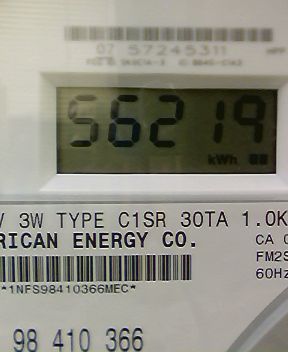 07 57245311
56219
kWh
V 3W TYPE C1SR 30TA 1.0K
RICAN ENERGY CO.
CA
FM2S
60Hz
*1NFS98410366MEC*
98 410 366